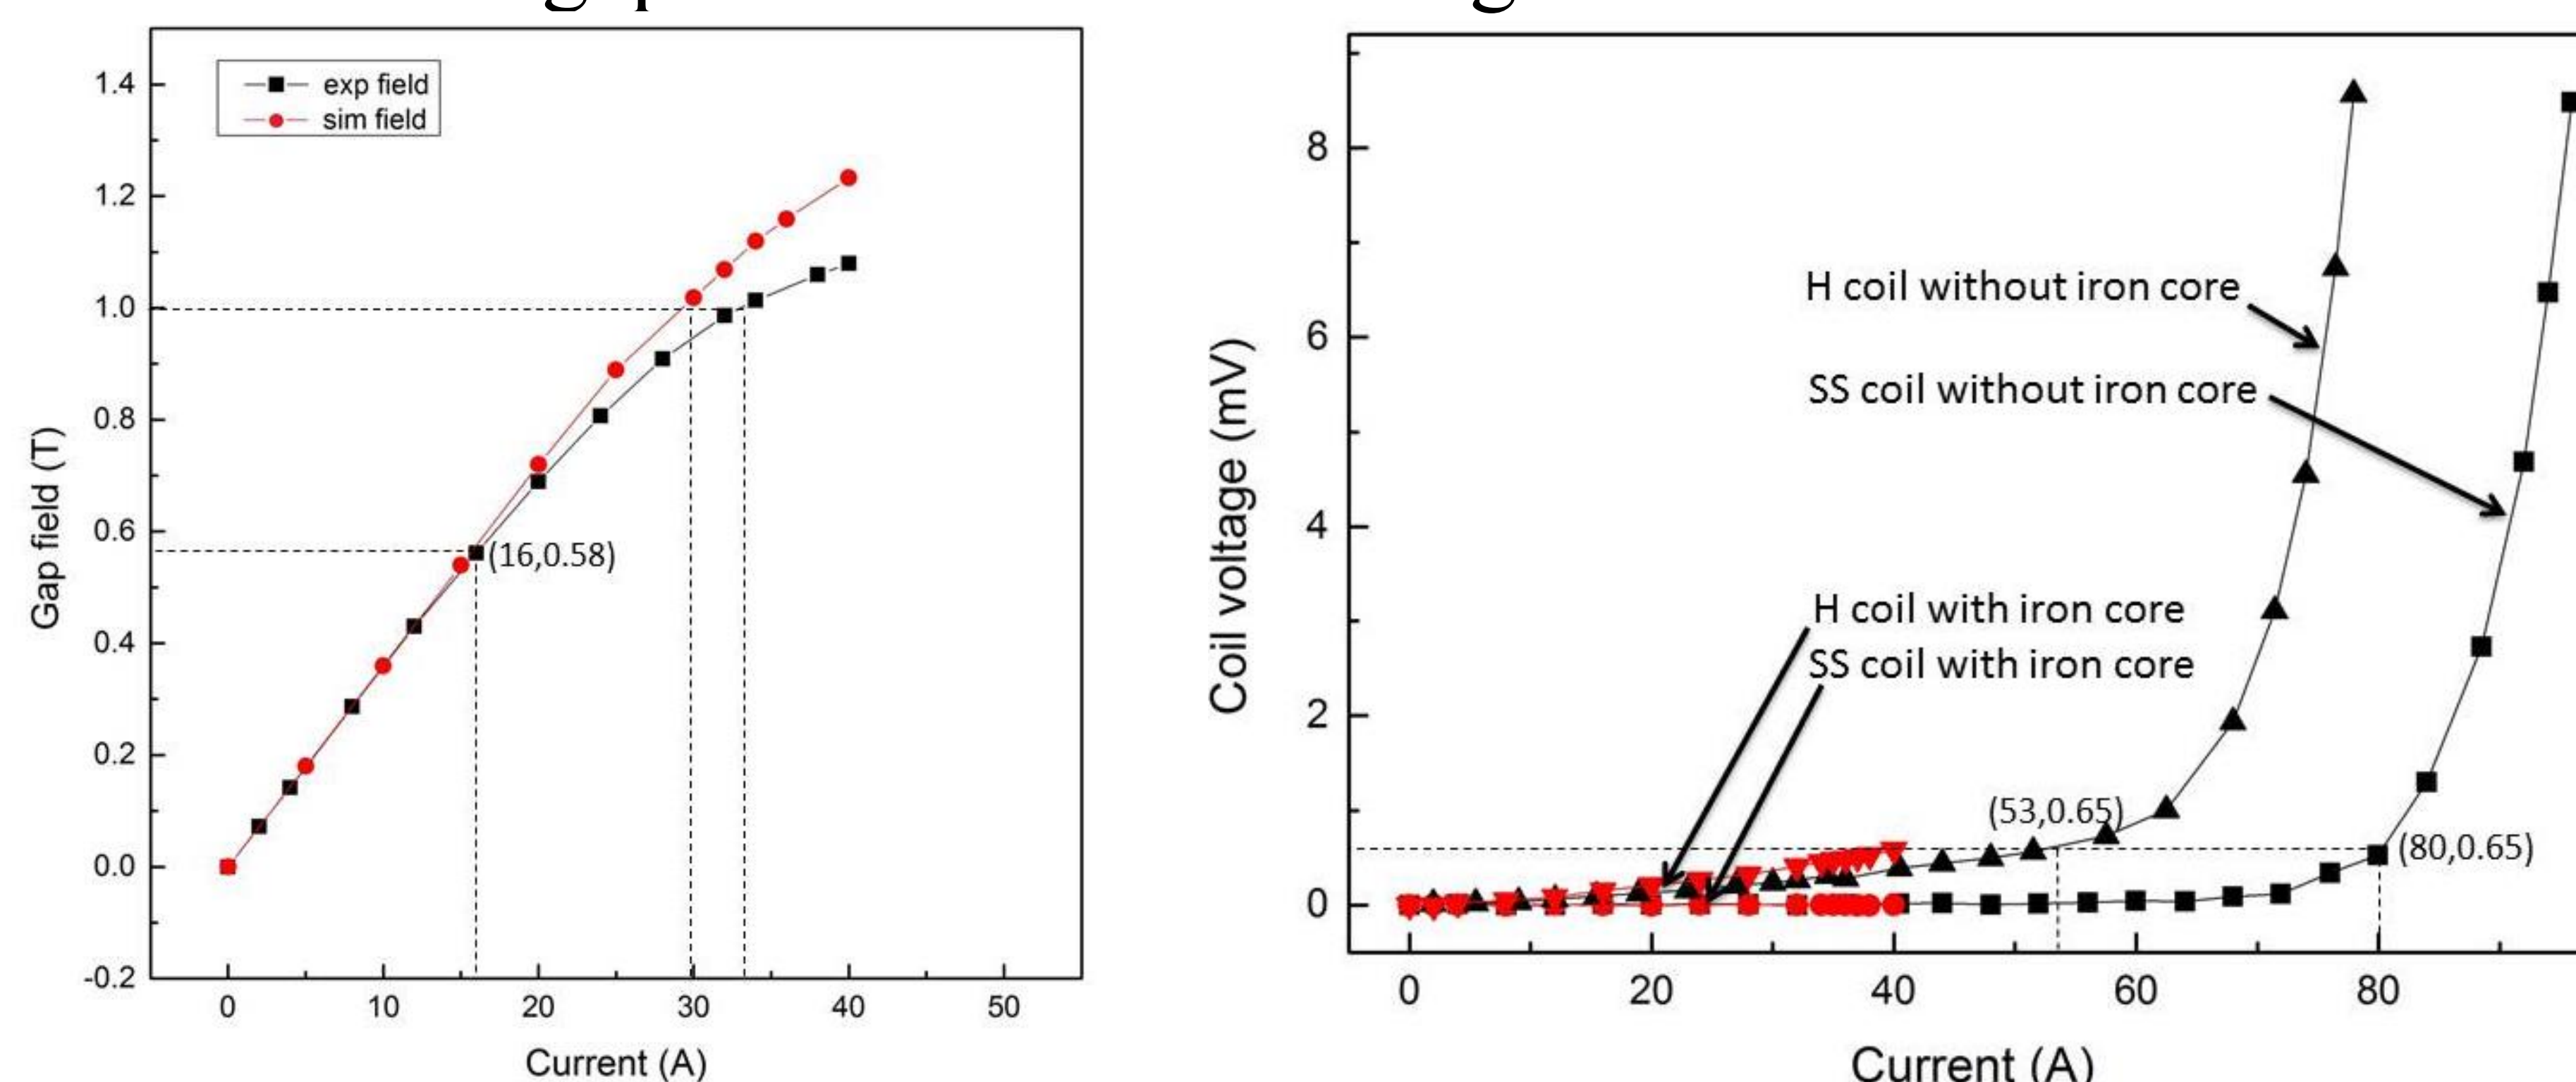 1.4
1.2
1.0
0.8
0.6
0.4
0.2
0.0
-0.2
Gap field (T)
exp field
sim field
(16,0.58)
0 10 20 30 40 50
Current (A)
8
6
4
2
0
Coil voltage (mV)
H coil without iron core
SS coil without iron core
H coil with iron core
SS coil with iron core
(53,0.65)
(80,0.65)
0 20 40 60 80
Current (A)